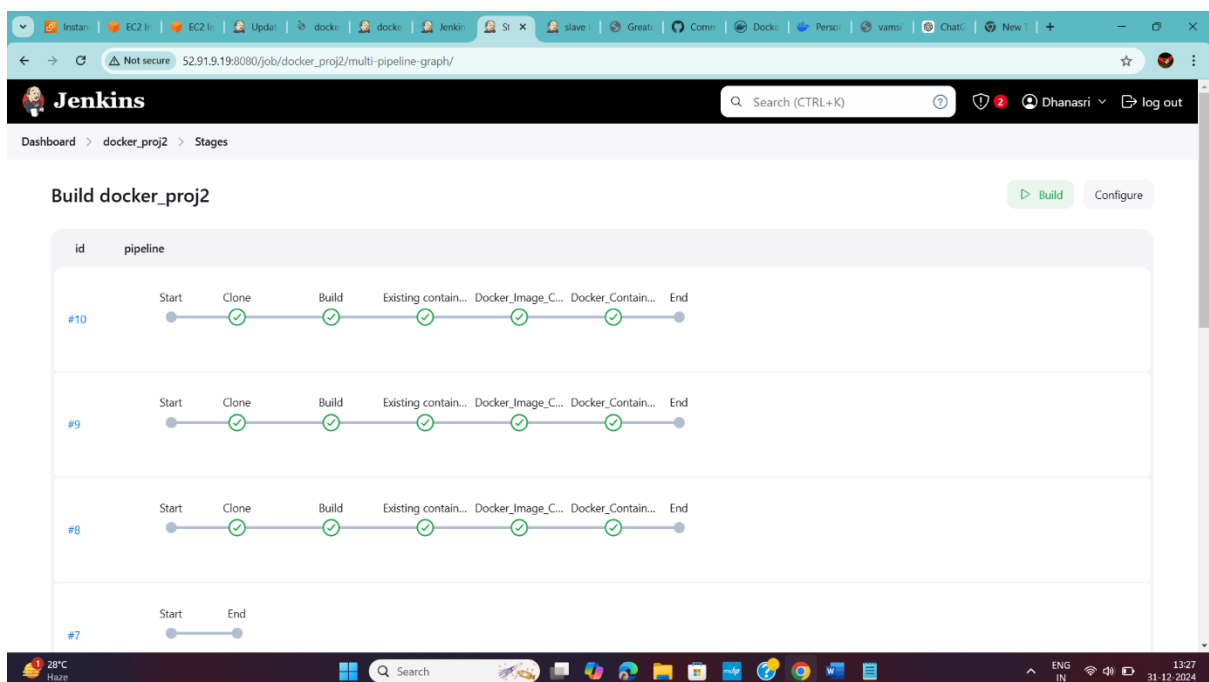 Instan EC2 In EC2 In Updat docke docke Jenkin St slave Greate Comm Docke Person vamsi ChatG New T
Not secure 52.91.9.19:8080/job/docker_proj2/multi-pipeline-graph/
Jenkins Search (CTRL+K) 2 Dhanasri log out
Dashboard > docker_proj2 > Stages
Build docker_proj2 Build Configure
id pipeline
Start Clone Build Existing contain... Docker_Image_C... Docker_Contain... End
#10
Start Clone Build Existing contain... Docker_Image_C... Docker_Contain... End
#9
Start Clone Build Existing contain... Docker_Image_C... Docker_Contain... End
#8
Start End
#7
1 28°C Search ENG 13:27
Haze IN 31-12-2024